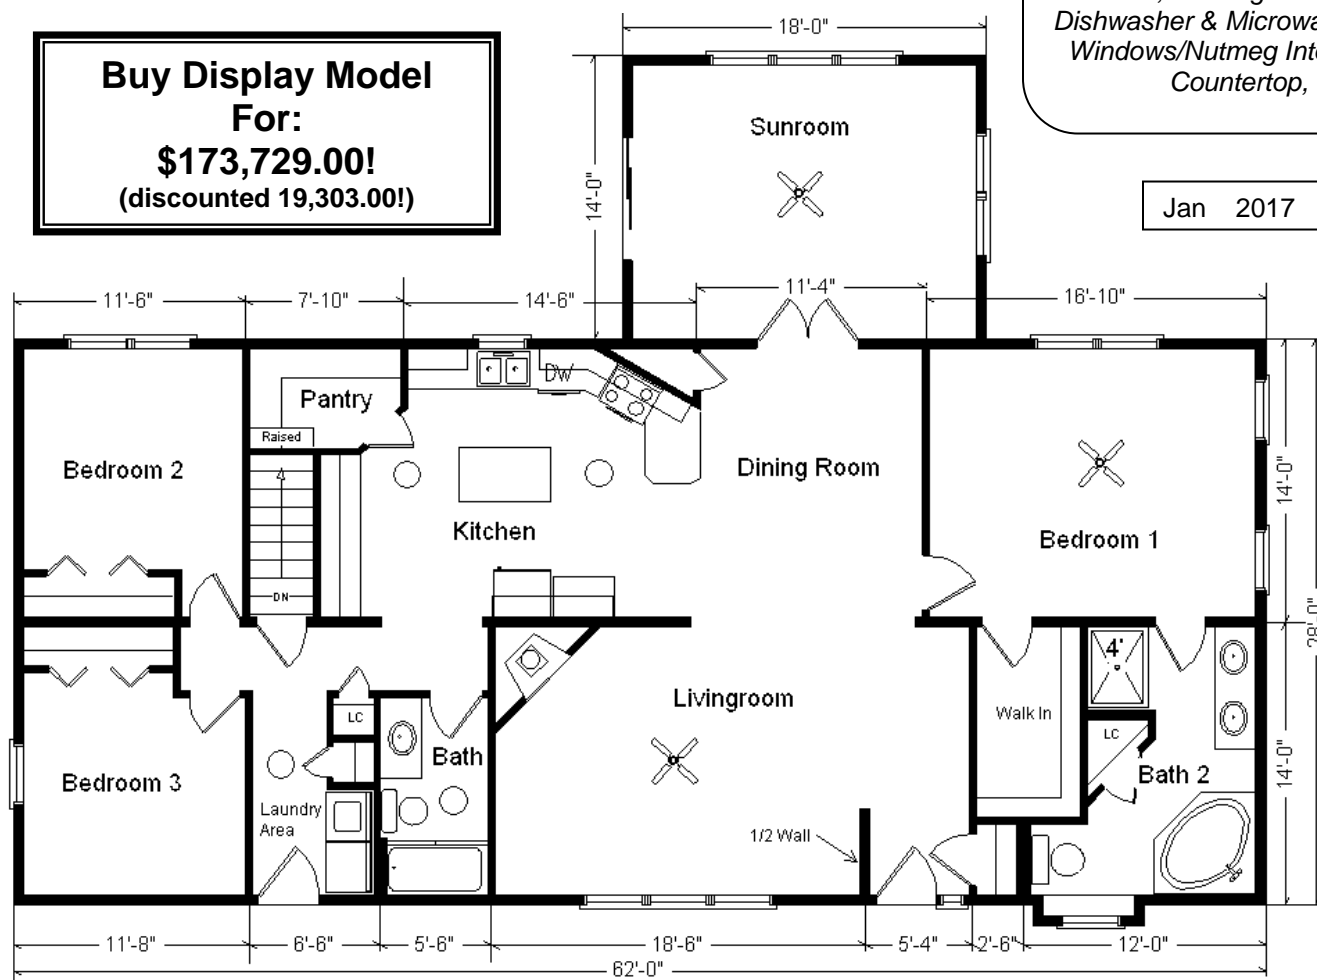 18'-0"
Dishwasher & Microwa
Windows/Nutmeg Int
Countertop,
Buy Display Model
For:
$173,729.00!
(discounted 19,303.00!)
Sunroom
14'-0"
Jan 2017
11'-6"
7'-10"
14'-6"
11'-4"
16'-10"
DW
Pantry
Raised
Bedroom 2
Dining Room
Kitchen
Bedroom 1
14'-0"
DN
28'-0"
4'
Livingroom
Walk In
LC
LC
Bath
Bath 2
Bedroom 3
14'-0"
Laundry
Area
1/2 Wall
11'-8"
6'-6"
5'-6"
18'-6"
5'-4"
2'-6"
12'-0"
62'-0"